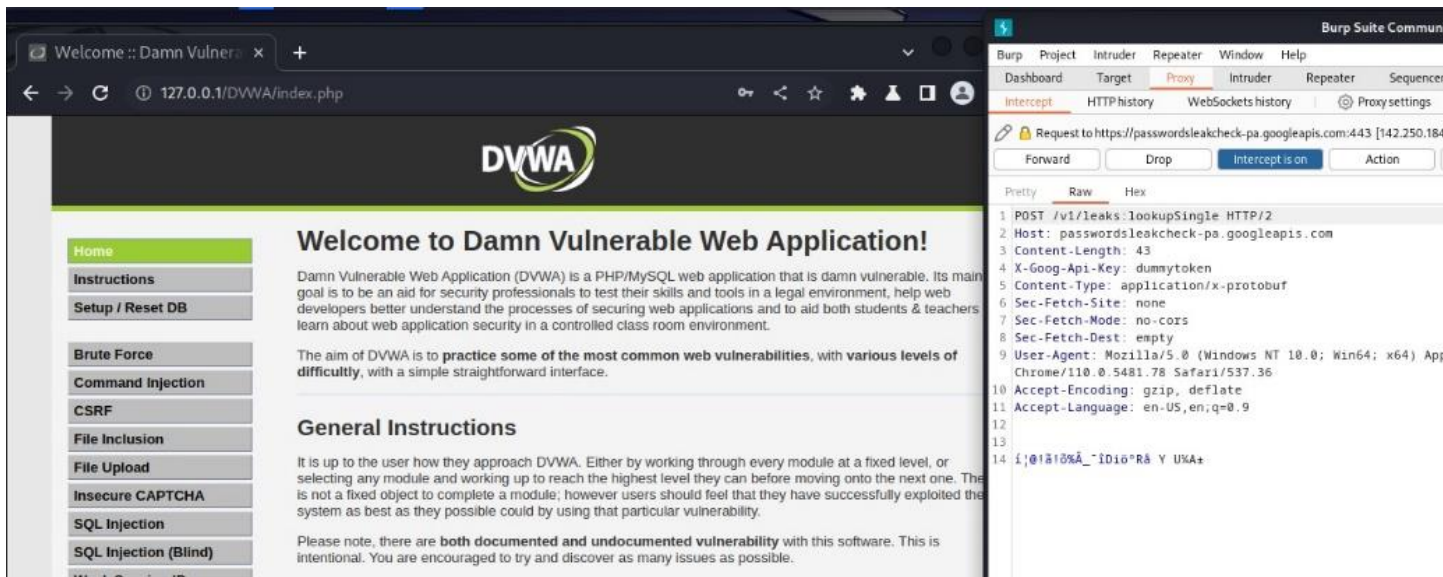 Welcome :: Damn Vulnera
127.0.0.1/DVWA/index.php
DVWA
Home
Instructions
Setup / Reset DB
Brute Force
Command Injection
CSRF
File Inclusion
File Upload
Insecure CAPTCHA
SQL Injection
SQL Injection (Blind)
Welcome to Damn Vulnerable Web Application!
Damn Vulnerable Web Application (DVWA) is a PHP/MySQL web application that is damn vulnerable. Its main
goal is to be an aid for security professionals to test their skills and tools in a legal environment, help web
developers better understand the processes of securing web applications and to aid both students & teachers
learn about web application security in a controlled class room environment.
The aim of DVWA is to practice some of the most common web vulnerabilities, with various levels of
difficultly, with a simple straightforward interface.
General Instructions
It is up to the user how they approach DVWA. Either by working through every module at a fixed level, or
selecting any module and working up to reach the highest level they can before moving onto the next one. The
is not a fixed object to complete a module; however users should feel that they have successfully exploited the
system as best as they possible could by using that particular vulnerability.
Please note, there are both documented and undocumented vulnerability with this software. This is
intentional. You are encouraged to try and discover as many issues as possible.
Burp Suite Commun
Burp Project Intruder Repeater Window Help
Dashboard Target Proxy Intruder Repeater Sequencer
Intercept HTTP history WebSockets history Proxy settings
Request to https://passwordsleakcheck-pa.googleapis.com:443 [142.250.184
Forward Drop Intercept is on Action
Pretty Raw Hex
1 POST /v1/leaks:lookupSingle HTTP/2
2 Host: passwordsleakcheck-pa.googleapis.com
3 Content-Length: 43
4 X-Goog-Api-Key: dummytoken
5 Content-Type: application/x-protobuf
6 Sec-Fetch-Site: none
7 Sec-Fetch-Mode: no-cors
8 Sec-Fetch-Dest: empty
9 User-Agent: Mozilla/5.0 (Windows NT 10.0; Win64; x64) App
Chrome/110.0.5481.78 Safari/537.36
10 Accept-Encoding: gzip, deflate
11 Accept-Language: en-US,en;q=0.9
12
13
14